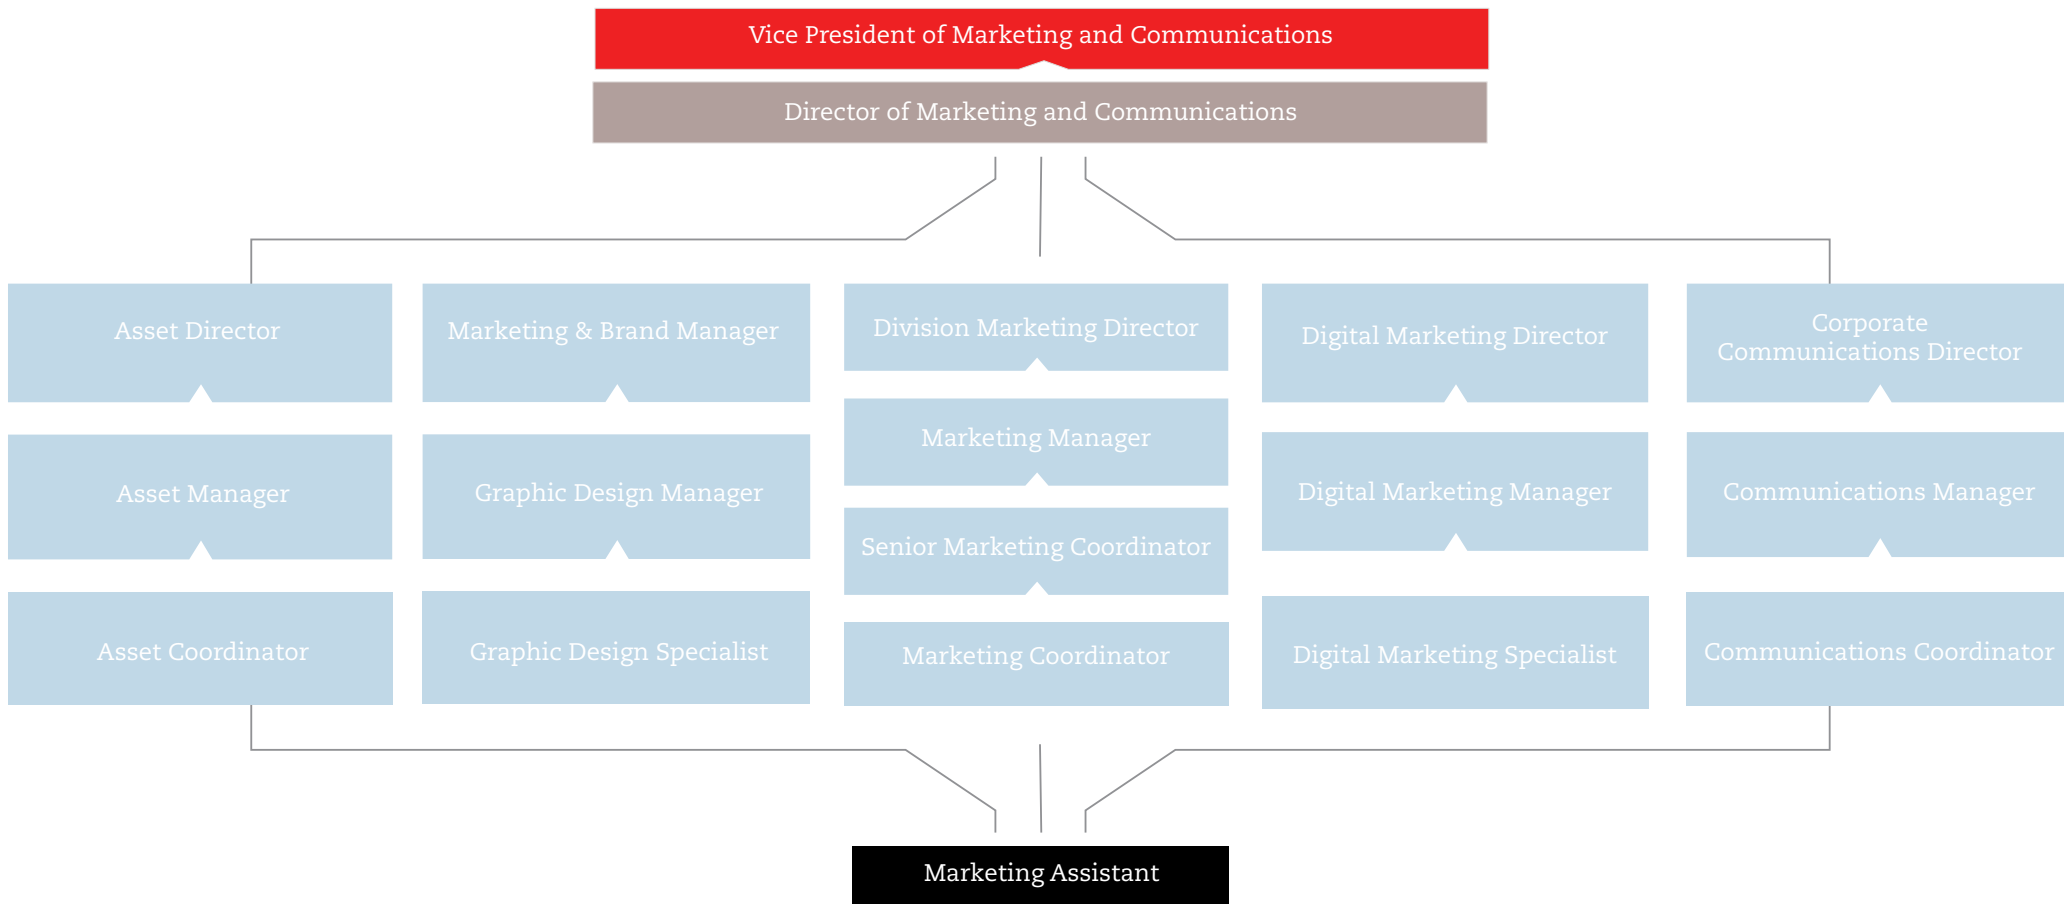 Vice President of Marketing and Communications
Director of Marketing and Communications
Asset Director
Marketing & Brand Manager
Division Marketing Director
Digital Marketing Director
Corporate
Communications Director
Marketing Manager
Asset Manager
Graphic Design Manager
Digital Marketing Manager
Communications Manager
Senior Marketing Coordinator
Asset Coordinator
Graphic Design Specialist
Marketing Coordinator
Digital Marketing Specialist
Communications Coordinator
Marketing Assistant